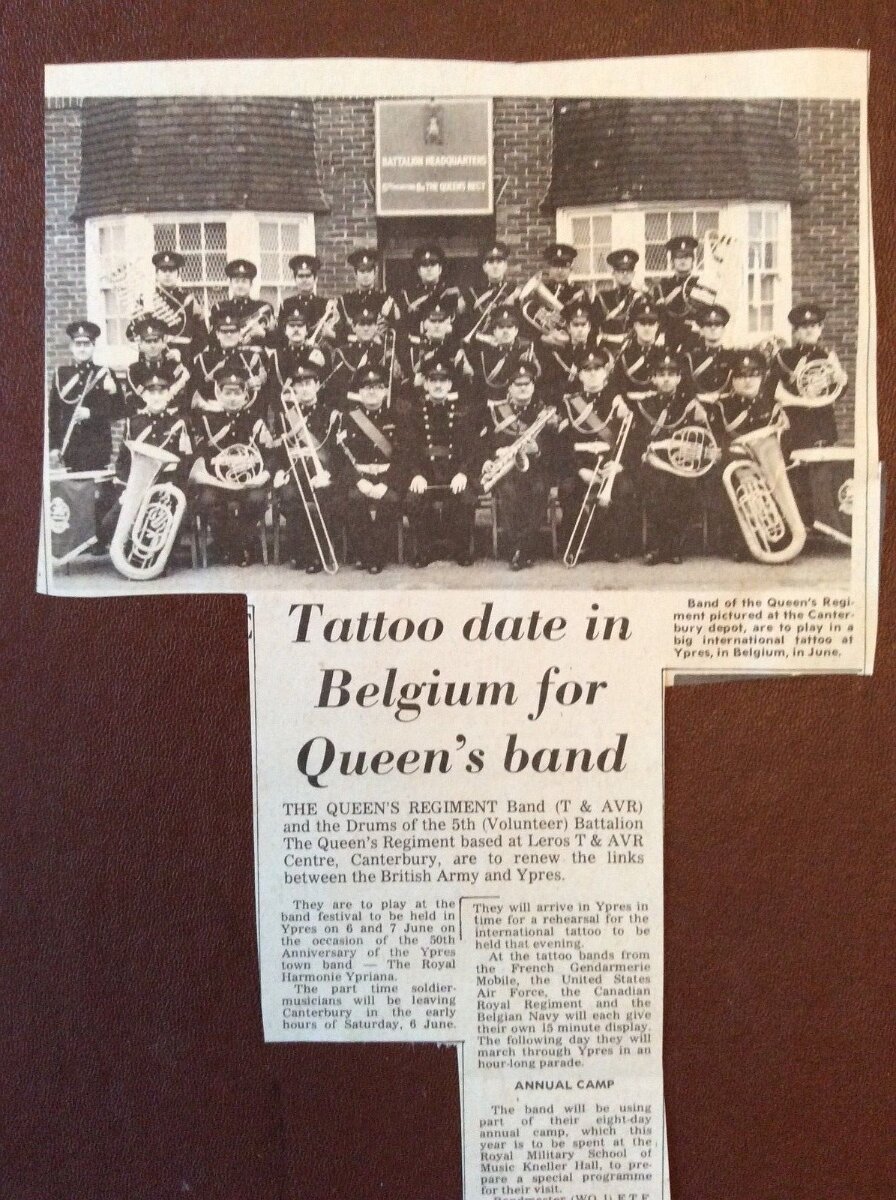 BATTALION HEADQUARTERS
THE QUEENS REGT
Band of the Queen's Regi-
ment pictured at the Canter-
bury depot, are to play in a
big international tattoo at
Ypres, in Belgium, in June.
Tattoo date in
Belgium for
Queen's band
THE QUEEN'S REGIMENT Band (T & AVR)
and the Drums of the 5th (Volunteer) Battalion
The Queen's Regiment based at Leros T & AVR
Centre, Canterbury, are to renew the links
between the British Army and Ypres.
They are to play at the
band festival to be held in
Ypres on 6 and 7 June on
the occasion of the 50th
Anniversary of the Ypres
town band — The Royal
Harmonie Ypriana.
The part time soldier-
musicians will be leaving
Canterbury in the early
hours of Saturday, 6 June.
They will arrive in Ypres in
time for a rehearsal for the
international tattoo to be
held that evening.
At the tattoo bands from
the French Gendarmerie
Mobile, the United States
Air Force, the Canadian
Royal Regiment and the
Belgian Navy will each give
their own 15 minute display.
The following day they will
march through Ypres in an
hour-long parade.
ANNUAL CAMP
The band will be using
part of their eight-day
annual camp, which this
year is to be spent at the
Royal Military School of
Music Kneller Hall, to pre-
pare a special programme
for their visit.